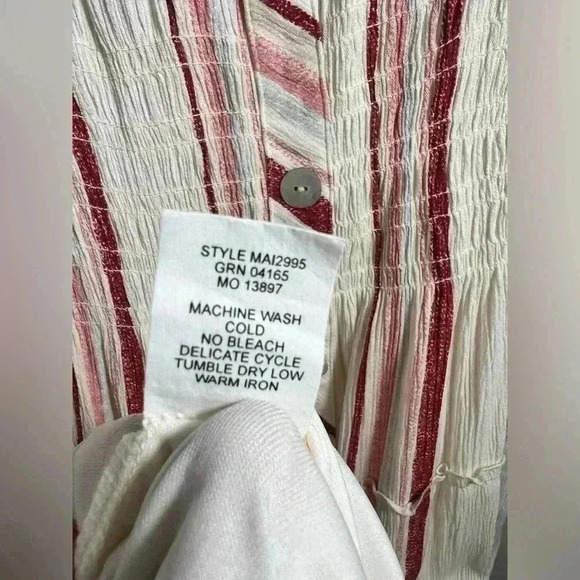 STYLE MAI2995
GRN 04165
MO 13897
MACHINE WASH
COLD
NO BLEACH
DELICATE CYCLE
TUMBLE DRY LOW
WARM IRON